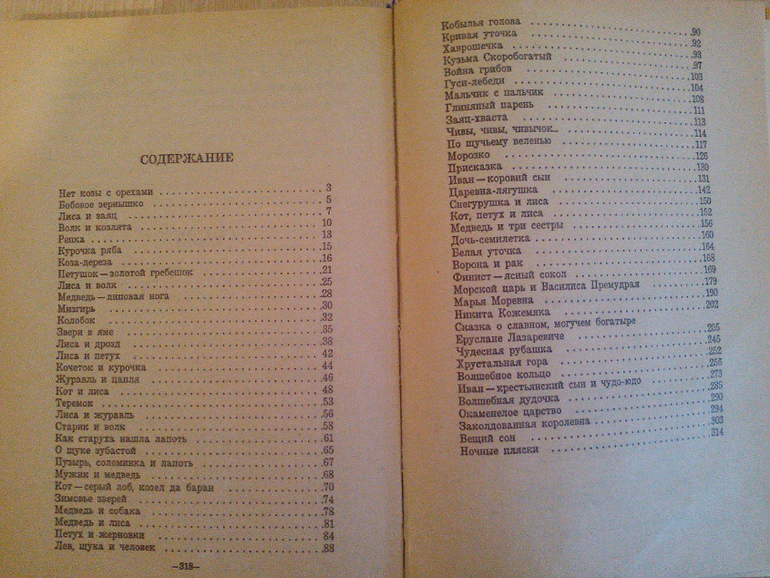 СОДЕРЖАНИЕ
Нет козы с орехами . . . 3
Бобовое зернышко . . . 5
Лиса и заяц . . . 7
Волк и козлята . . . 10
Репка . . . 13
Курочка ряба . . . 15
Коза-дереза . . . 16
Петушок—золотой гребешок . . . 21
Лиса и волк . . . 25
Медведь—липовая нога . . . 28
Мизгирь . . . 30
Колобок . . . 32
Звери в яме . . . 35
Лиса и дрозд . . . 38
Лиса и петух . . . 42
Кочеток и курочка . . . 44
Журавль и цапля . . . 46
Кот и лиса . . . 48
Теремок . . . 53
Лиса и журавль . . . 56
Старик и волк . . . 58
Как старуха нашла лапоть . . . 61
О щуке зубастой . . . 65
Пузырь, соломинка и лапоть . . . 67
Мужик и медведь . . . 68
Кот—серый лоб, козел да баран . . . 70
Зимовье зверей . . . 74
Медведь и собака . . . 78
Медведь и лиса . . . 81
Петух и жерновки . . . 84
Лев, щука и человек . . . 88
—318—
Кобылья голова . . . 90
Кривая уточка . . . 92
Хаврошечка . . . 93
Кузьма Скоробогатый . . . 97
Война грибов . . . 103
Гуси-лебеди . . . 104
Мальчик с пальчик . . . 108
Глиняный парень . . . 111
Заяц-хваста . . . 113
Чивы, чивы, чивычок... . . . 114
По щучьему веленью . . . 117
Морозко . . . 126
Присказка . . . 130
Иван—коровий сын . . . 131
Царевна-лягушка . . . 142
Снегурушка и лиса . . . 150
Кот, петух и лиса . . . 152
Медведь и три сестры . . . 156
Дочь-семилетка . . . 160
Белая уточка . . . 164
Ворона и рак . . . 168
Финист—ясный сокол . . . 169
Морской царь и Василиса Премудрая . . . 179
Марья Моревна . . . 190
Никита Кожемяка . . . 202
Сказка о славном, могучем богатыре
Еруслане Лазаревиче . . . 205
Чудесная рубашка . . . 245
Хрустальная гора . . . 252
Волшебное кольцо . . . 256
Иван—крестьянский сын и чудо-юдо . . . 273
Волшебная дудочка . . . 285
Окаменелое царство . . . 290
Заколдованная королевна . . . 294
Вещий сон . . . 303
Ночные пляски . . . 314